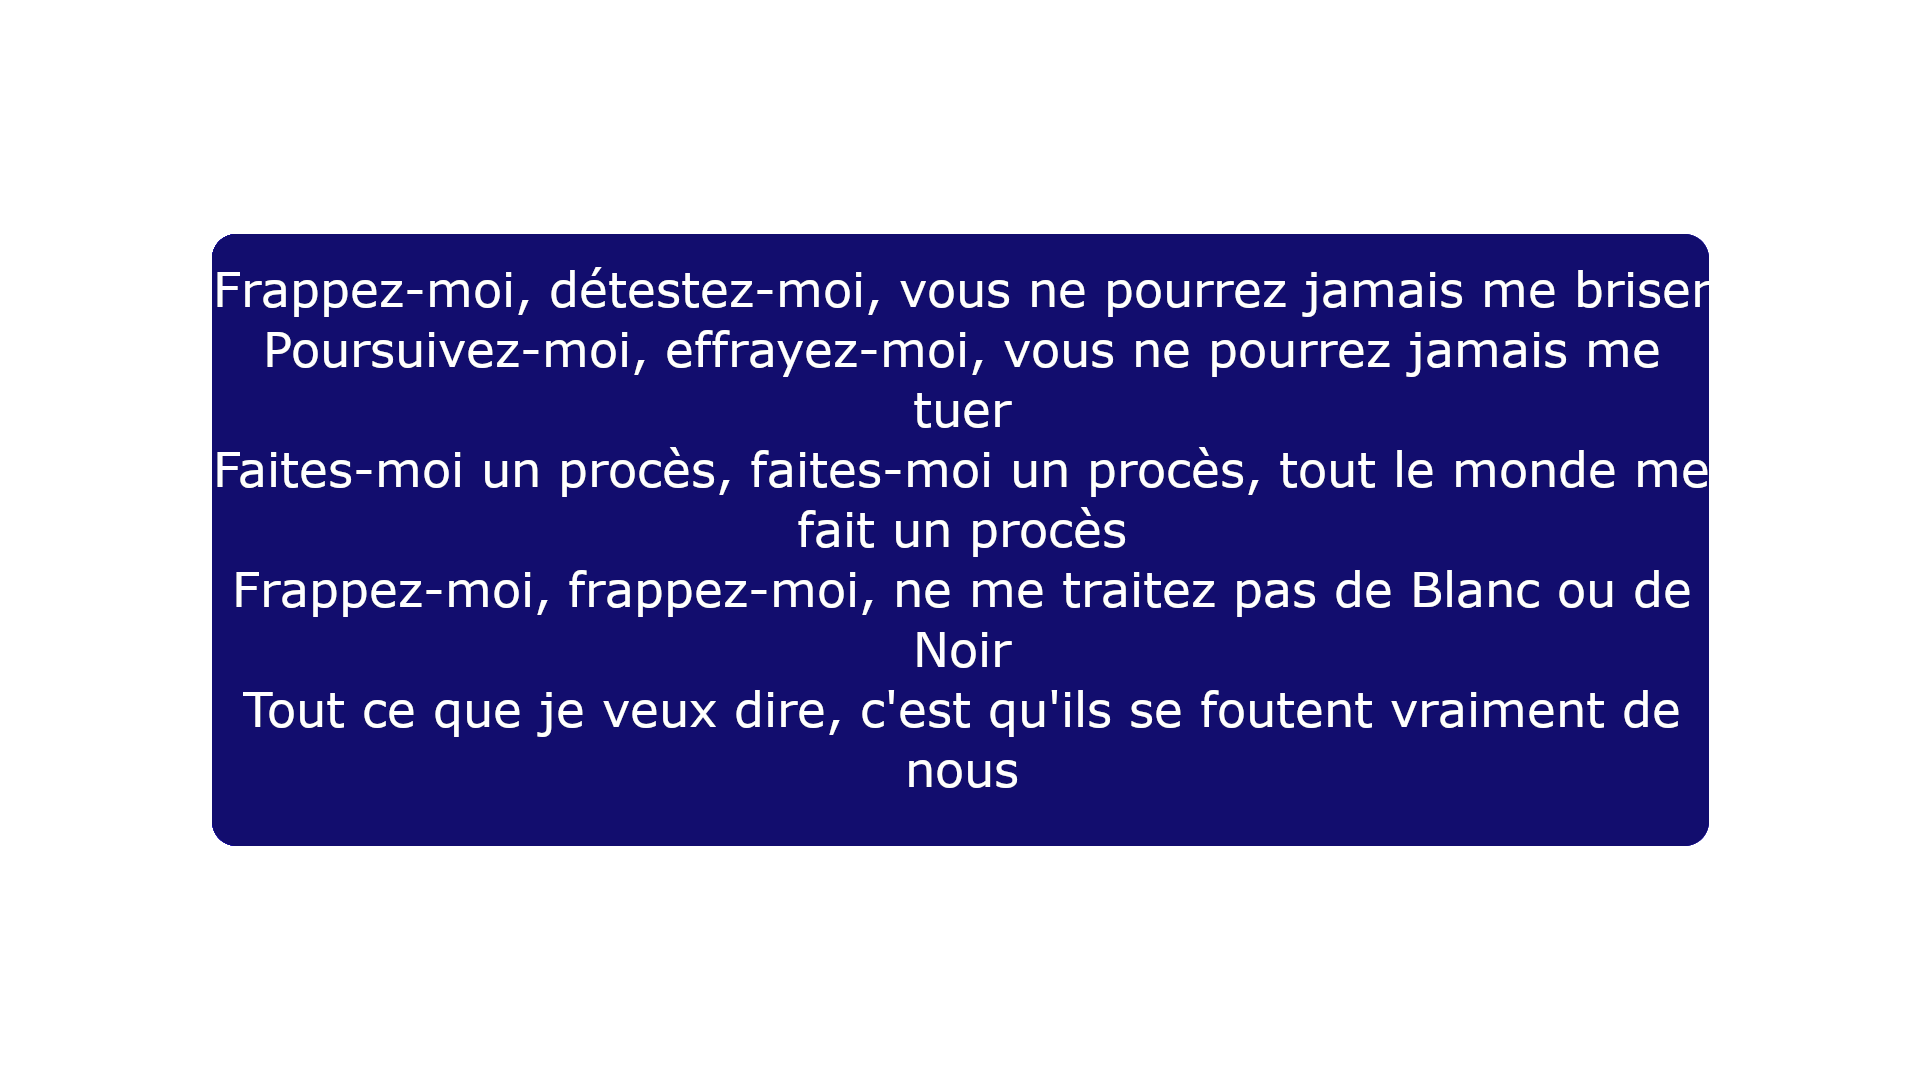 Frappez-moi, détestez-moi, vous ne pourrez jamais me briser
Poursuivez-moi, effrayez-moi, vous ne pourrez jamais me
tuer
Faites-moi un procès, faites-moi un procès, tout le monde me
fait un procès
Frappez-moi, frappez-moi, ne me traitez pas de Blanc ou de
Noir
Tout ce que je veux dire, c'est qu'ils se foutent vraiment de
nous